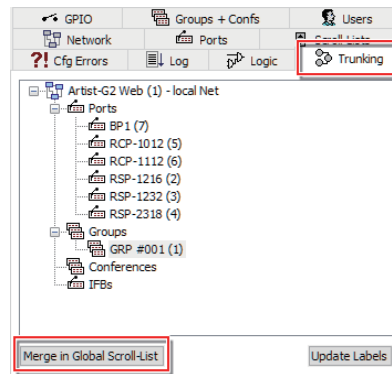 GPIO Groups + Confs Users
Network Ports Scroll Lists
?! Cfg Errors Log Logic Trunking
Artist-G2 Web (1) - local Net
Ports
BP1 (7)
RCP-1012 (5)
RCP-1112 (6)
RSP-1216 (2)
RSP-1232 (3)
RSP-2318 (4)
Groups
GRP #001 (1)
Conferences
IFBs
Merge in Global Scroll-List Update Labels